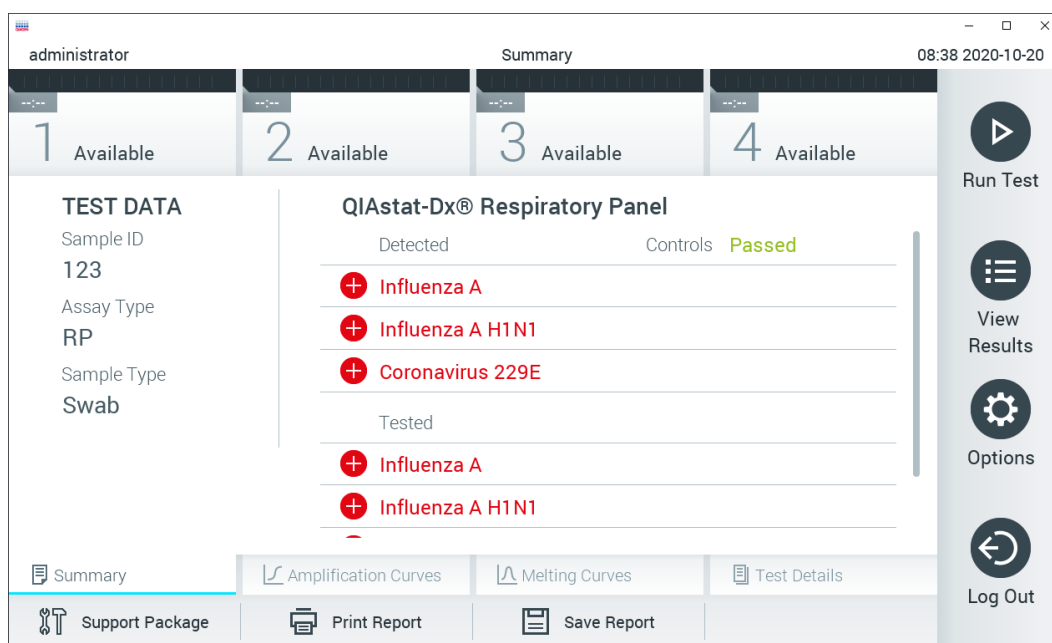 administrator
Summary
08:38 2020-10-20
--:--
1 Available
--:--
2 Available
--:--
3 Available
--:--
4 Available
Run Test
View
Results
Options
Log Out
TEST DATA
Sample ID
123
Assay Type
RP
Sample Type
Swab
QIAstat-Dx® Respiratory Panel
Detected
Controls Passed
Influenza A
Influenza A H1N1
Coronavirus 229E
Tested
Influenza A
Influenza A H1N1
Summary
Amplification Curves
Melting Curves
Test Details
Support Package
Print Report
Save Report